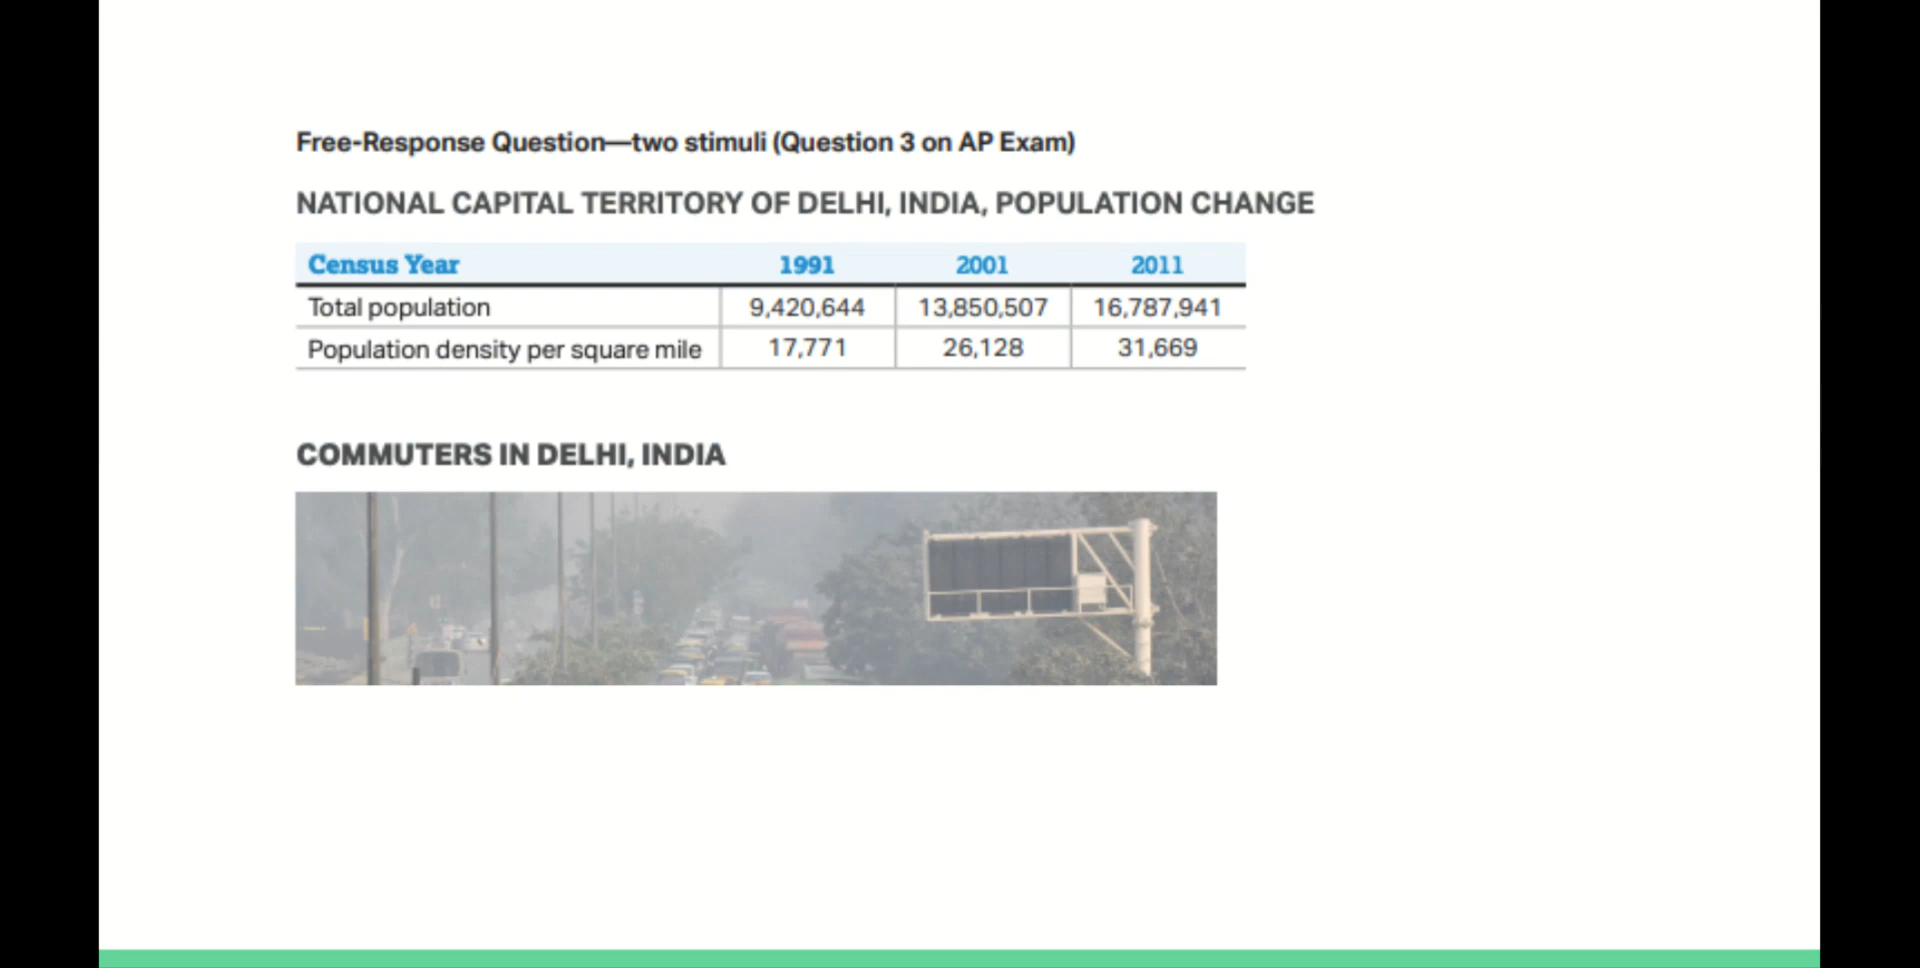 Free-Response Question—two stimuli (Question 3 on AP Exam)
NATIONAL CAPITAL TERRITORY OF DELHI, INDIA, POPULATION CHANGE
Census Year 1991 2001 2011
Total population 9,420,644 13,850,507 16,787,941
Population density per square mile 17,771 26,128 31,669
COMMUTERS IN DELHI, INDIA